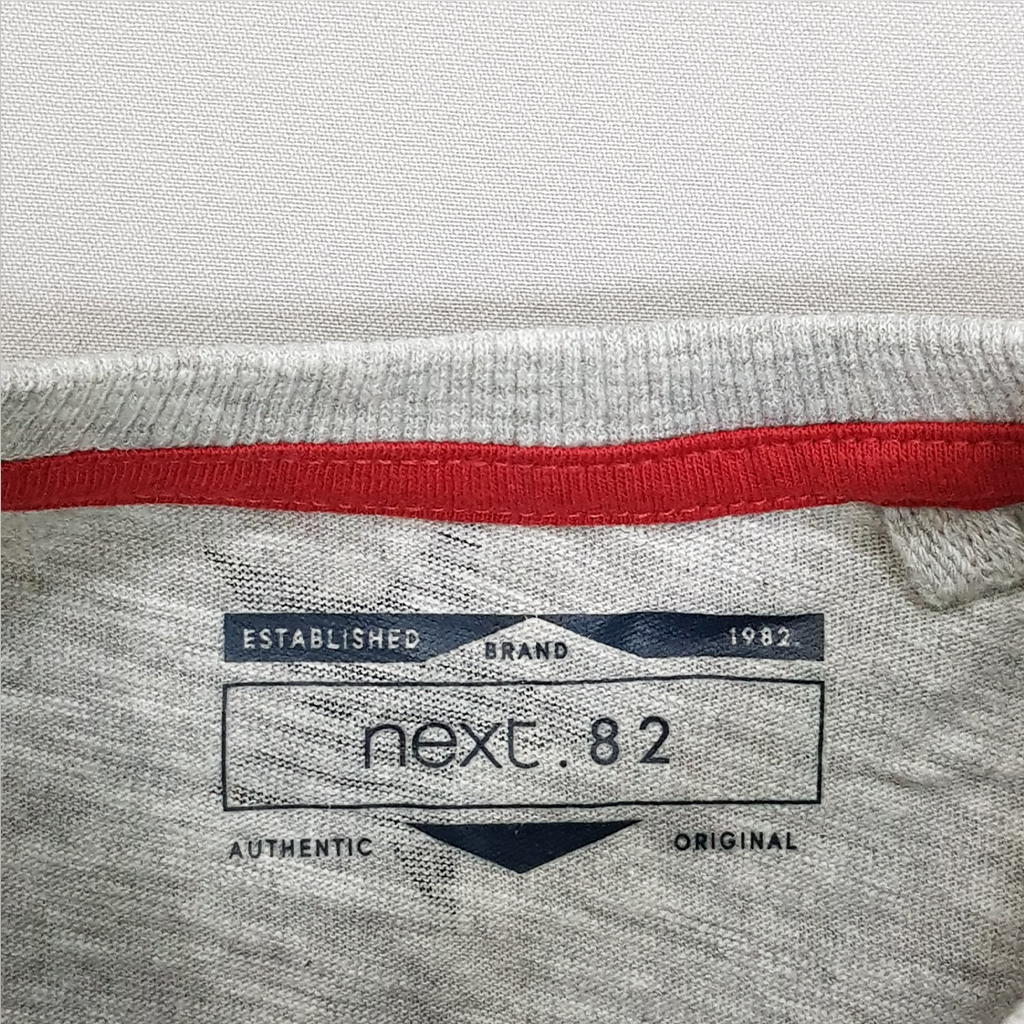 ESTABLISHED BRAND 1982
next.82
AUTHENTIC ORIGINAL